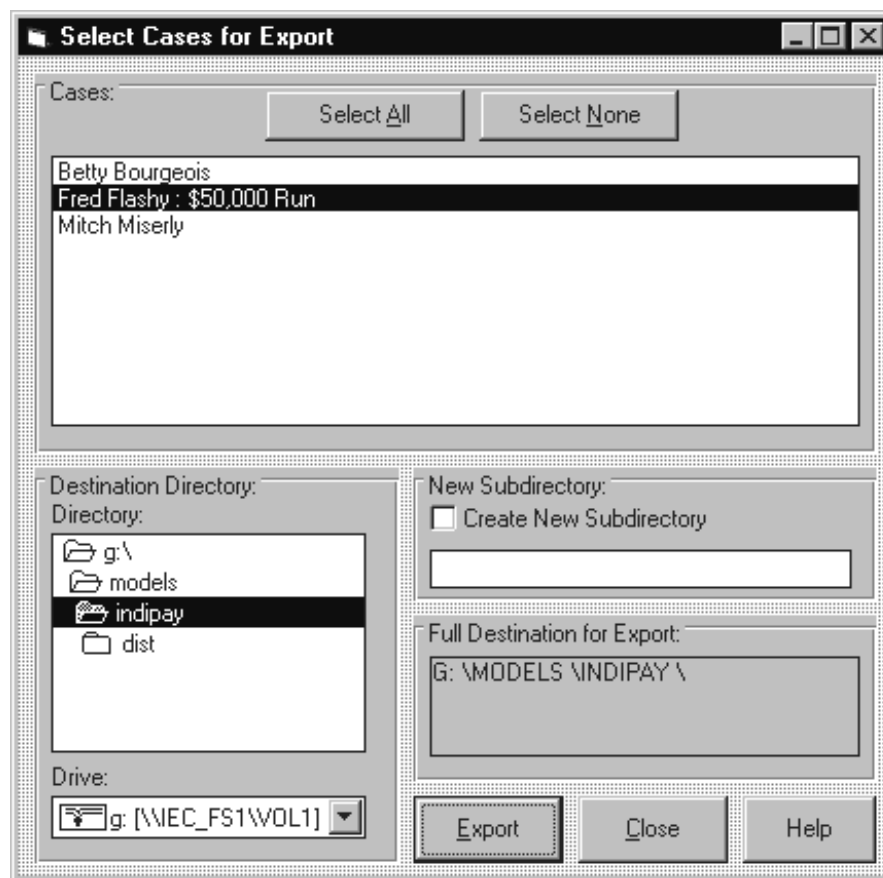 Select Cases for Export
Cases:
Select All
Select None
Betty Bourgeois
Fred Flashy : $50,000 Run
Mitch Miserly
Destination Directory:
Directory:
g:\
models
indipay
dist
Drive:
g: [\\IEC_FS1\VOL1]
New Subdirectory:
Create New Subdirectory
Full Destination for Export:
G: \MODELS \INDIPAY \
Export
Close
Help